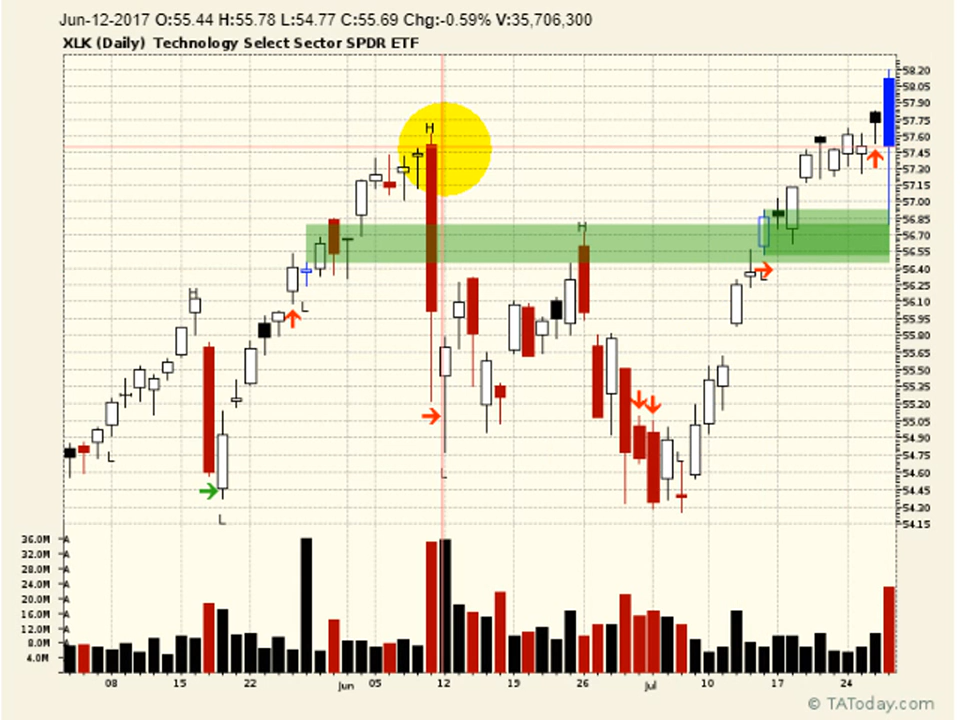 Jun-12-2017 O:55.44 H:55.78 L:54.77 C:55.69 Chg:-0.59% V:35,706,300
XLK (Daily) Technology Select Sector SPDR ETF
58.20
58.05
57.90
57.75
57.60
57.45
57.30
57.15
57.00
56.85
56.70
56.55
56.40
56.25
56.10
55.95
55.80
55.65
55.50
55.35
55.20
55.05
54.90
54.75
54.60
54.45
54.30
54.15
H
H
H
L
L
L
L
L
L
36.0M
32.0M
28.0M
24.0M
20.0M
16.0M
12.0M
8.0M
4.0M
08 15 22 Jun 05 12 19 26 Jul 10 17 24
© TAToday.com